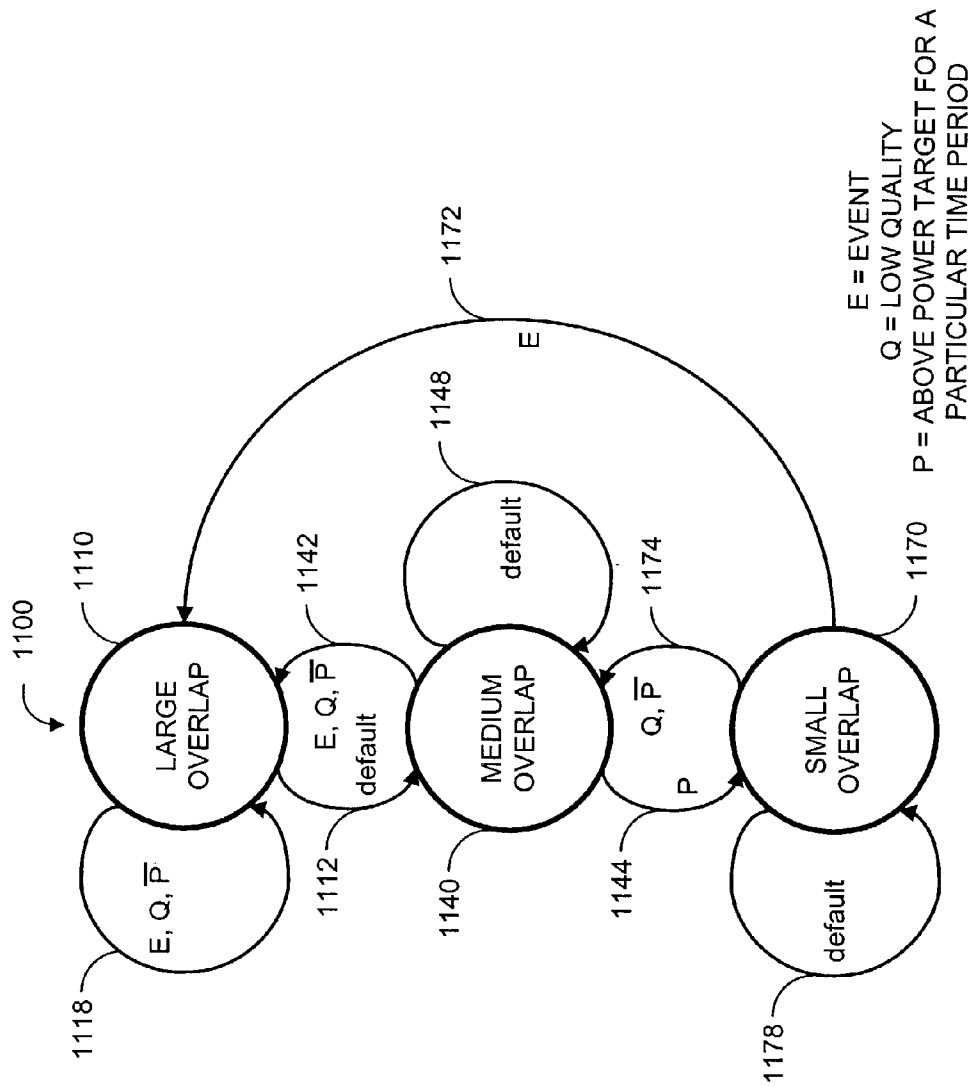 1100
1110
LARGE
OVERLAP
1118
E, Q, P̅
1142
E, Q, P̅
default
1112
1172
E
1148
default
MEDIUM
OVERLAP
1140
1174
Q, P̅
P
1144
SMALL
OVERLAP
1170
default
1178
E = EVENT
Q = LOW QUALITY
P = ABOVE POWER TARGET FOR A
PARTICULAR TIME PERIOD